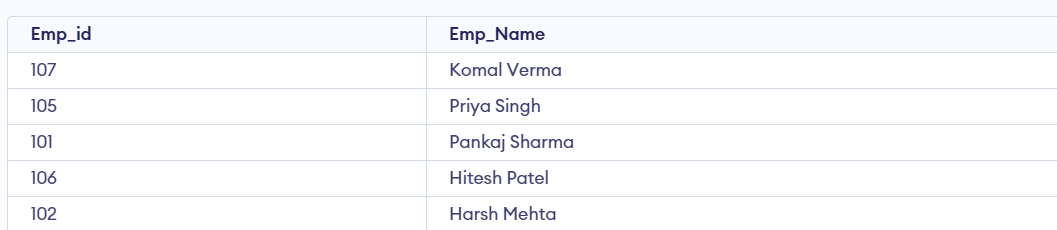 Emp_id Emp_Name
107 Komal Verma
105 Priya Singh
101 Pankaj Sharma
106 Hitesh Patel
102 Harsh Mehta